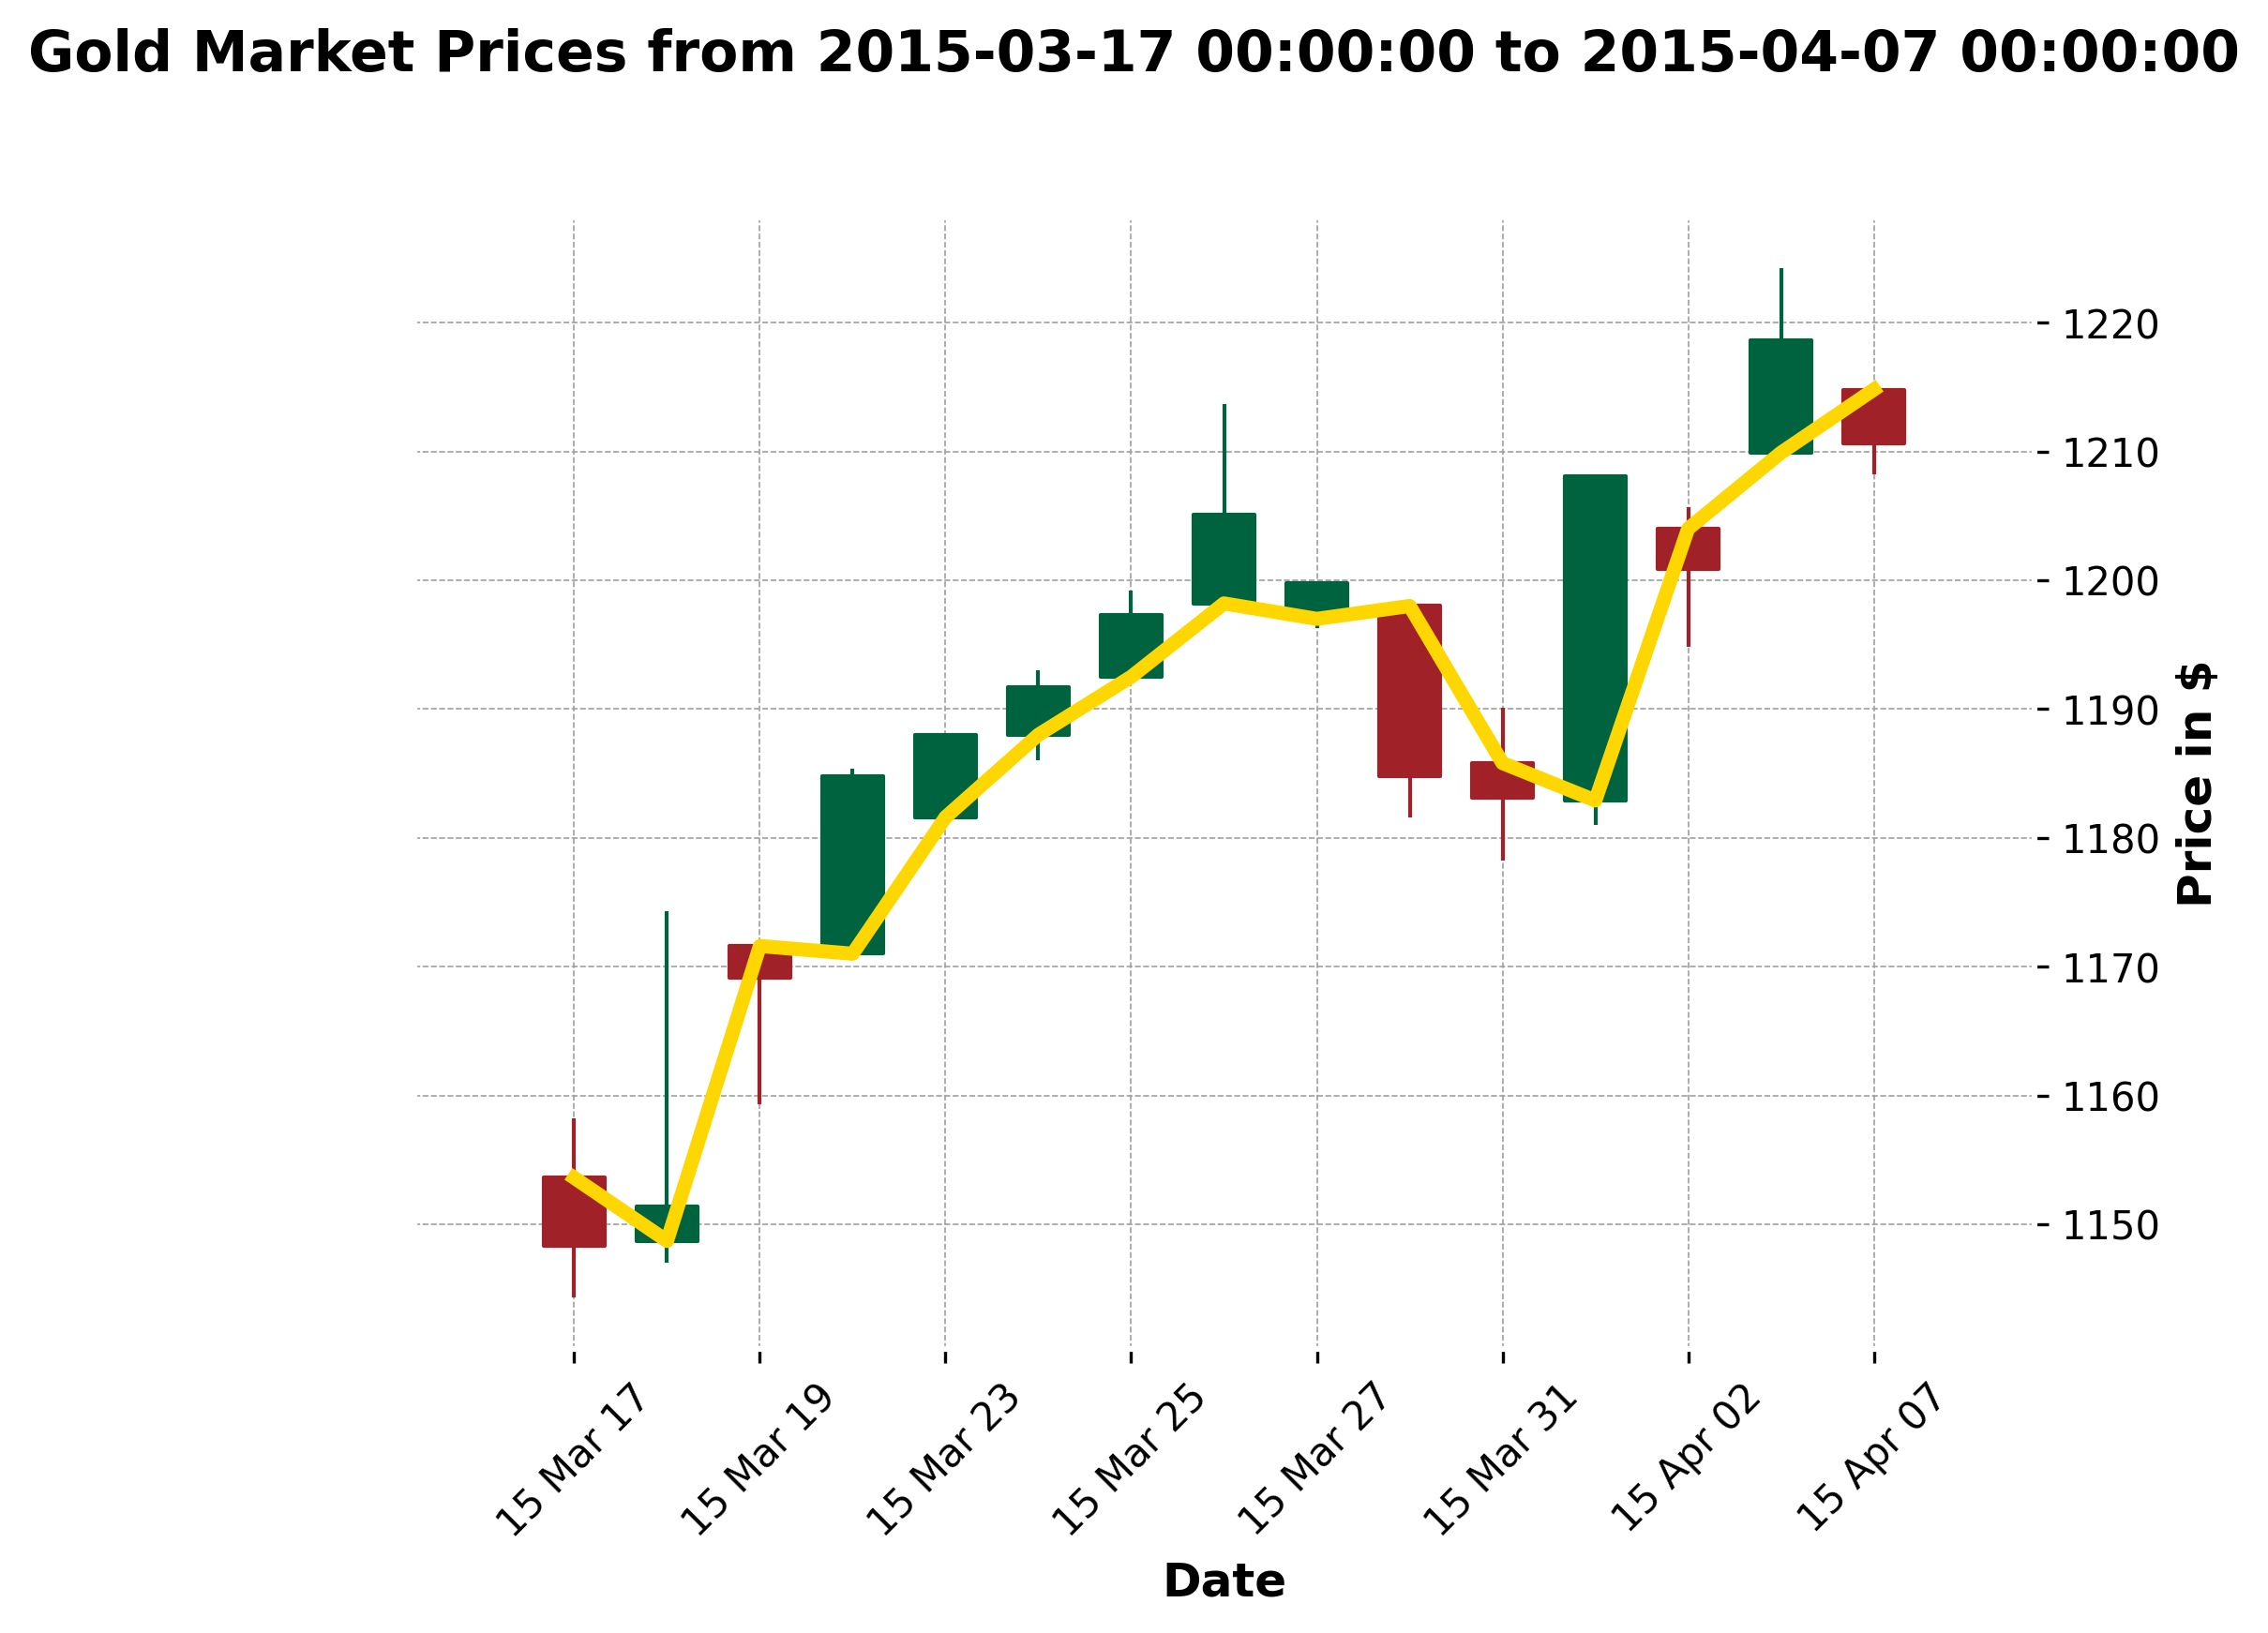 Gold Market Prices from 2015-03-17 00:00:00 to 2015-04-07 00:00:00
1220
1210
1200
1190
1180
1170
1160
1150
Price in $
15 Mar 17
15 Mar 19
15 Mar 23
15 Mar 25
15 Mar 27
15 Mar 31
15 Apr 02
15 Apr 07
Date